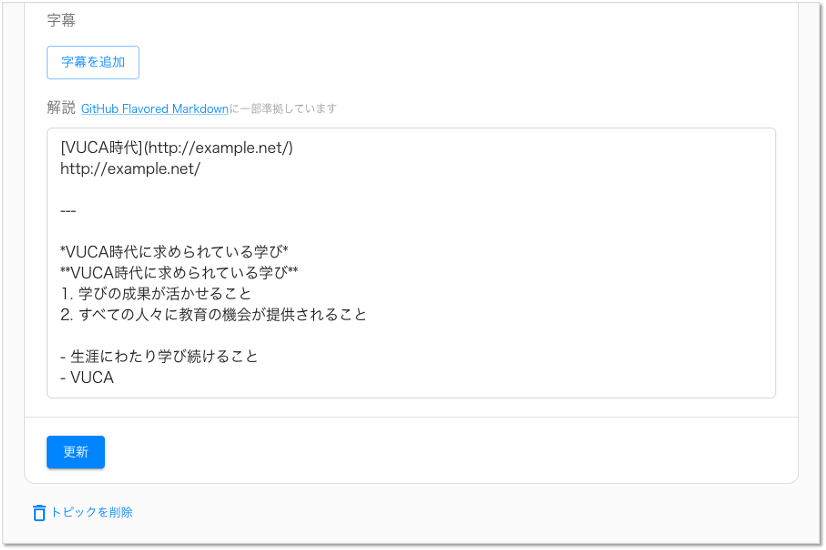 字幕
字幕を追加
解説 GitHub Flavored Markdownに一部準拠しています
[VUCA時代](http://example.net/)
http://example.net/
---
*VUCA時代に求められている学び*
**VUCA時代に求められている学び**
1. 学びの成果が活かせること
2. すべての人々に教育の機会が提供されること
- 生涯にわたり学び続けること
- VUCA
更新
トピックを削除